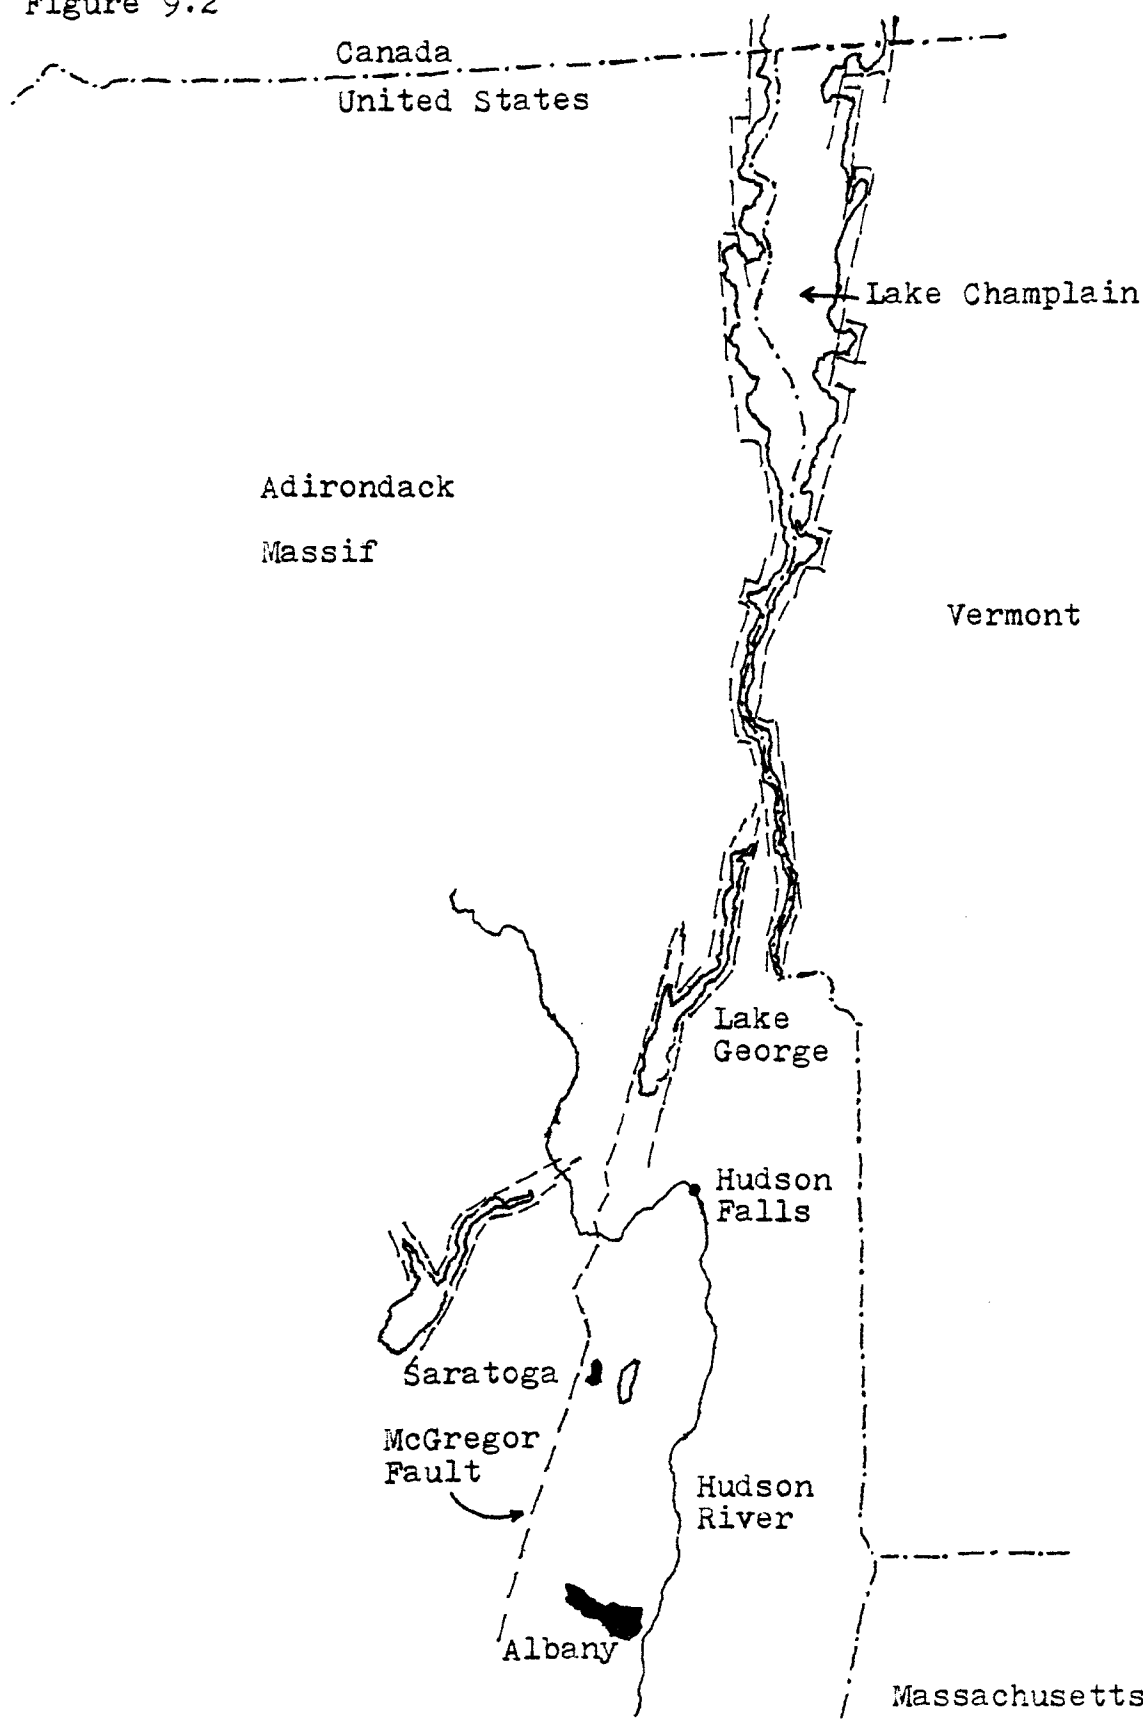 Figure 9.2
Canada
United States
Lake Champlain
Adirondack
Massif
Vermont
Lake
George
Hudson
Falls
Saratoga
McGregor
Fault
Hudson
River
Albany
Massachusetts